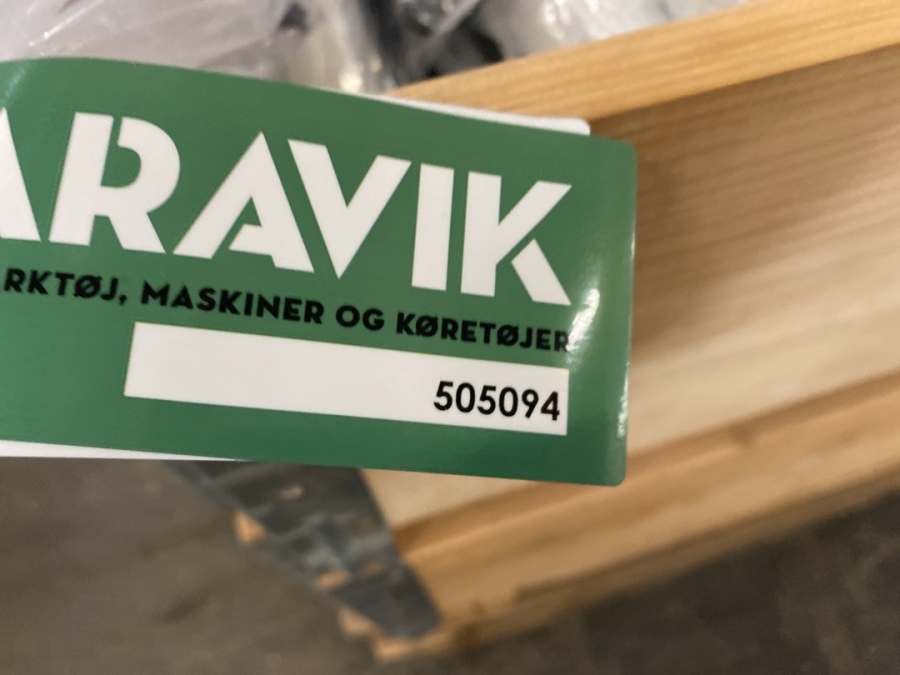 ARAVIK
RKTØJ, MASKINER OG KØRETØJER
505094